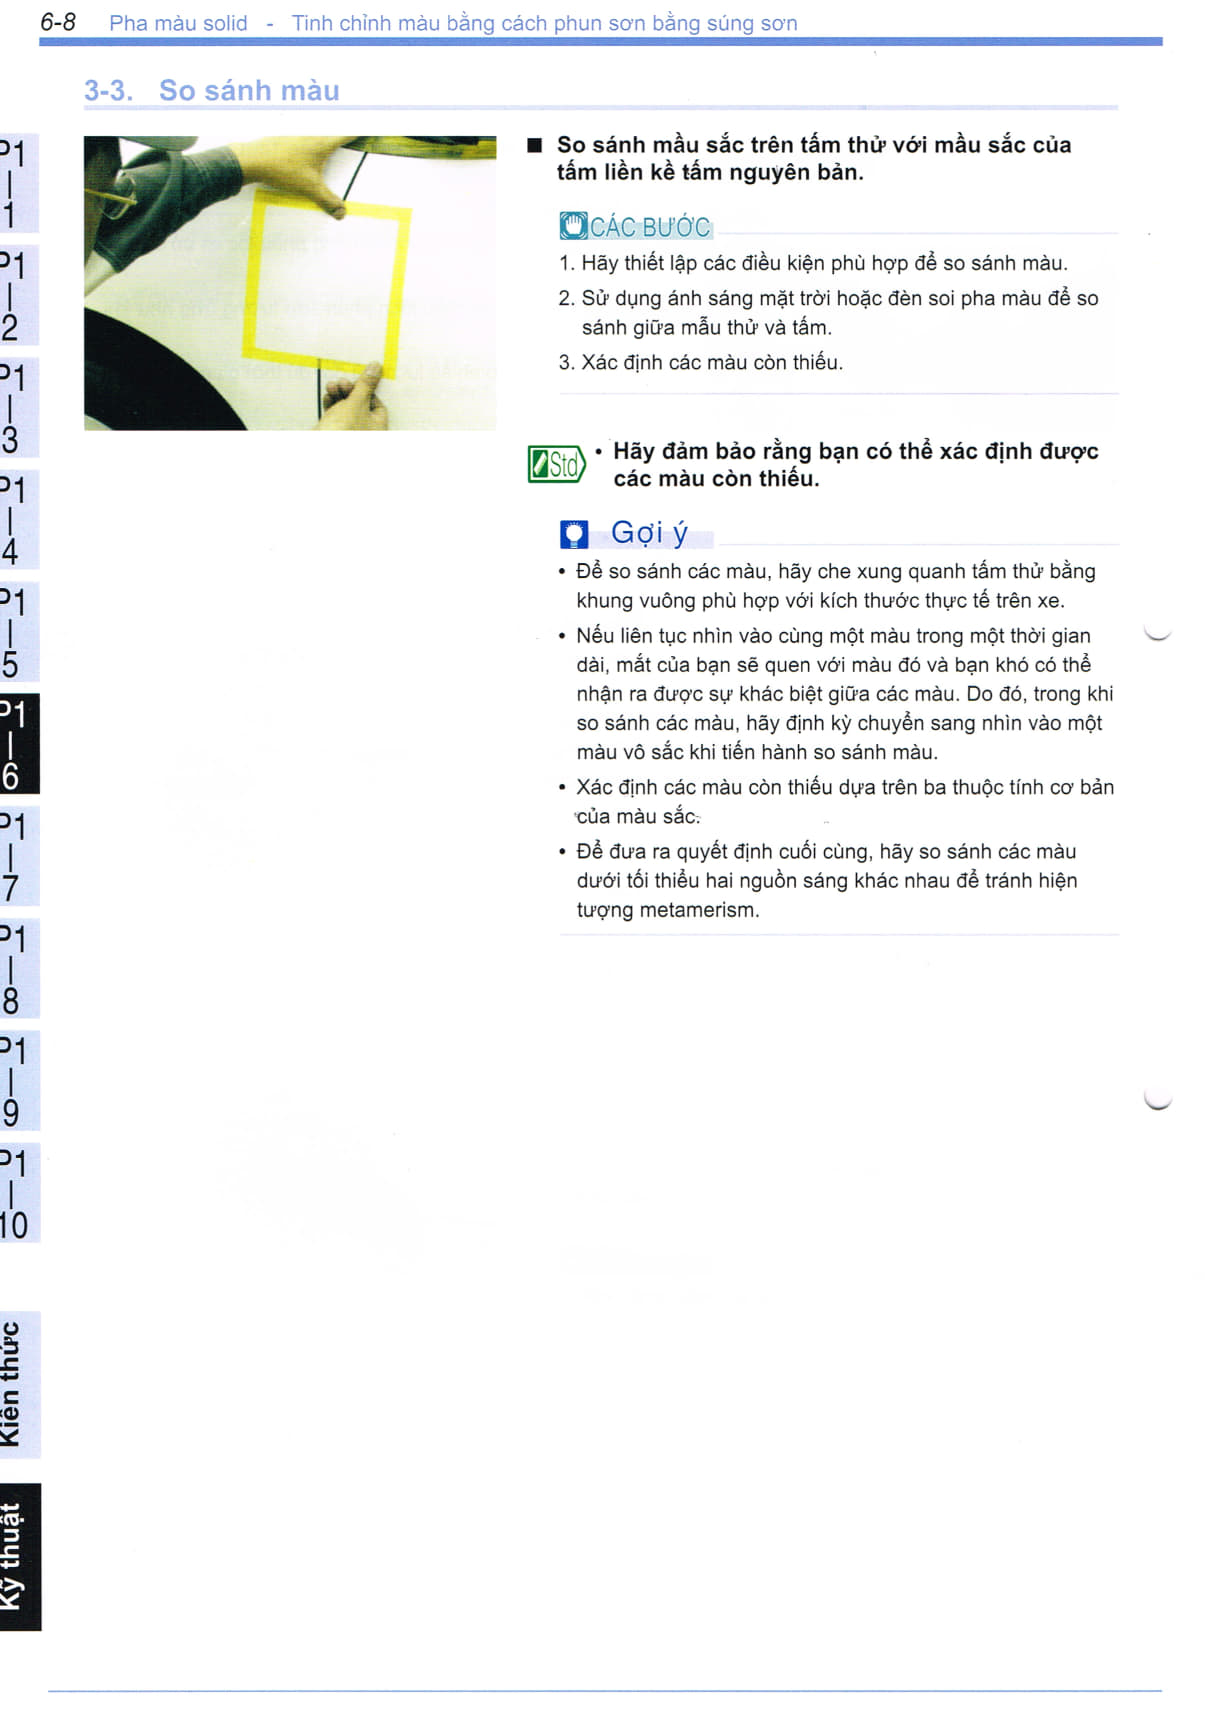 6-8 Pha màu solid - Tinh chỉnh màu bằng cách phun sơn bằng súng sơn
3-3. So sánh màu
■ So sánh mầu sắc trên tấm thử với mầu sắc của
tấm liền kề tấm nguyên bản.
CÁC BƯỚC
1. Hãy thiết lập các điều kiện phù hợp để so sánh màu.
2. Sử dụng ánh sáng mặt trời hoặc đèn soi pha màu để so
sánh giữa mẫu thử và tấm.
3. Xác định các màu còn thiếu.
Std
• Hãy đảm bảo rằng bạn có thể xác định được
các màu còn thiếu.
Gợi ý
• Để so sánh các màu, hãy che xung quanh tấm thử bằng
khung vuông phù hợp với kích thước thực tế trên xe.
• Nếu liên tục nhìn vào cùng một màu trong một thời gian
dài, mắt của bạn sẽ quen với màu đó và bạn khó có thể
nhận ra được sự khác biệt giữa các màu. Do đó, trong khi
so sánh các màu, hãy định kỳ chuyển sang nhìn vào một
màu vô sắc khi tiến hành so sánh màu.
• Xác định các màu còn thiếu dựa trên ba thuộc tính cơ bản
của màu sắc.
• Để đưa ra quyết định cuối cùng, hãy so sánh các màu
dưới tối thiểu hai nguồn sáng khác nhau để tránh hiện
tượng metamerism.
P1
1
P1
2
P1
3
P1
4
P1
5
P1
6
P1
7
P1
8
P1
9
P1
10
Kiến thức
Kỹ thuật